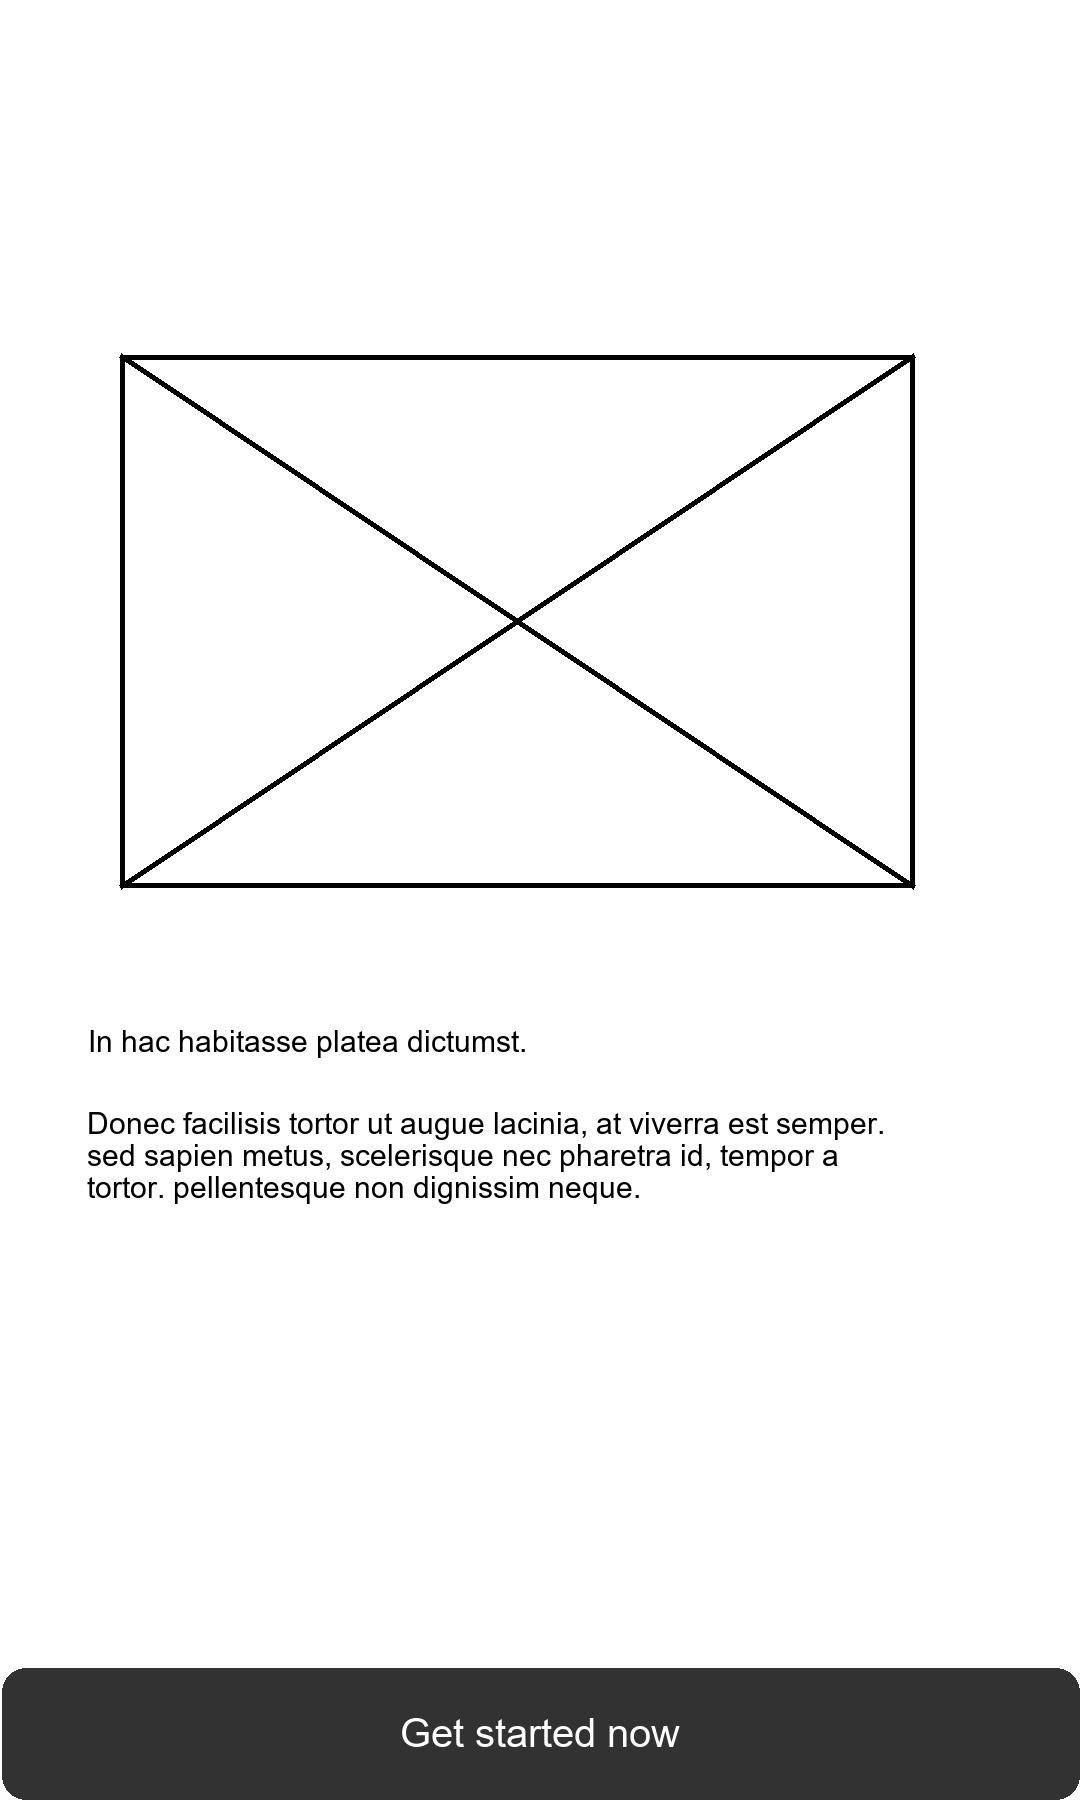 In hac habitasse platea dictumst.
Donec facilisis tortor ut augue lacinia, at viverra est semper.
sed sapien metus, scelerisque nec pharetra id, tempor a
tortor. pellentesque non dignissim neque.
Get started now